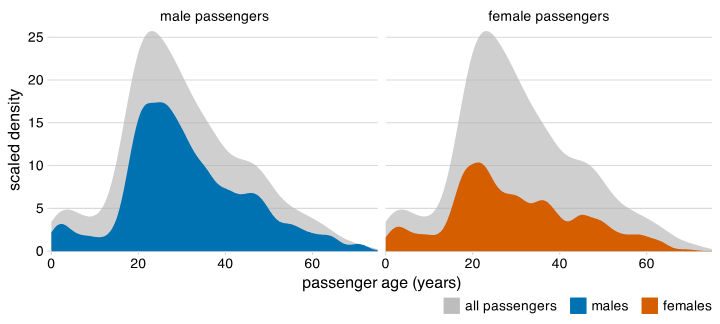 male passengers
female passengers
scaled density
25
20
15
10
5
0
0
20
40
60
0
20
40
60
passenger age (years)
all passengers
males
females